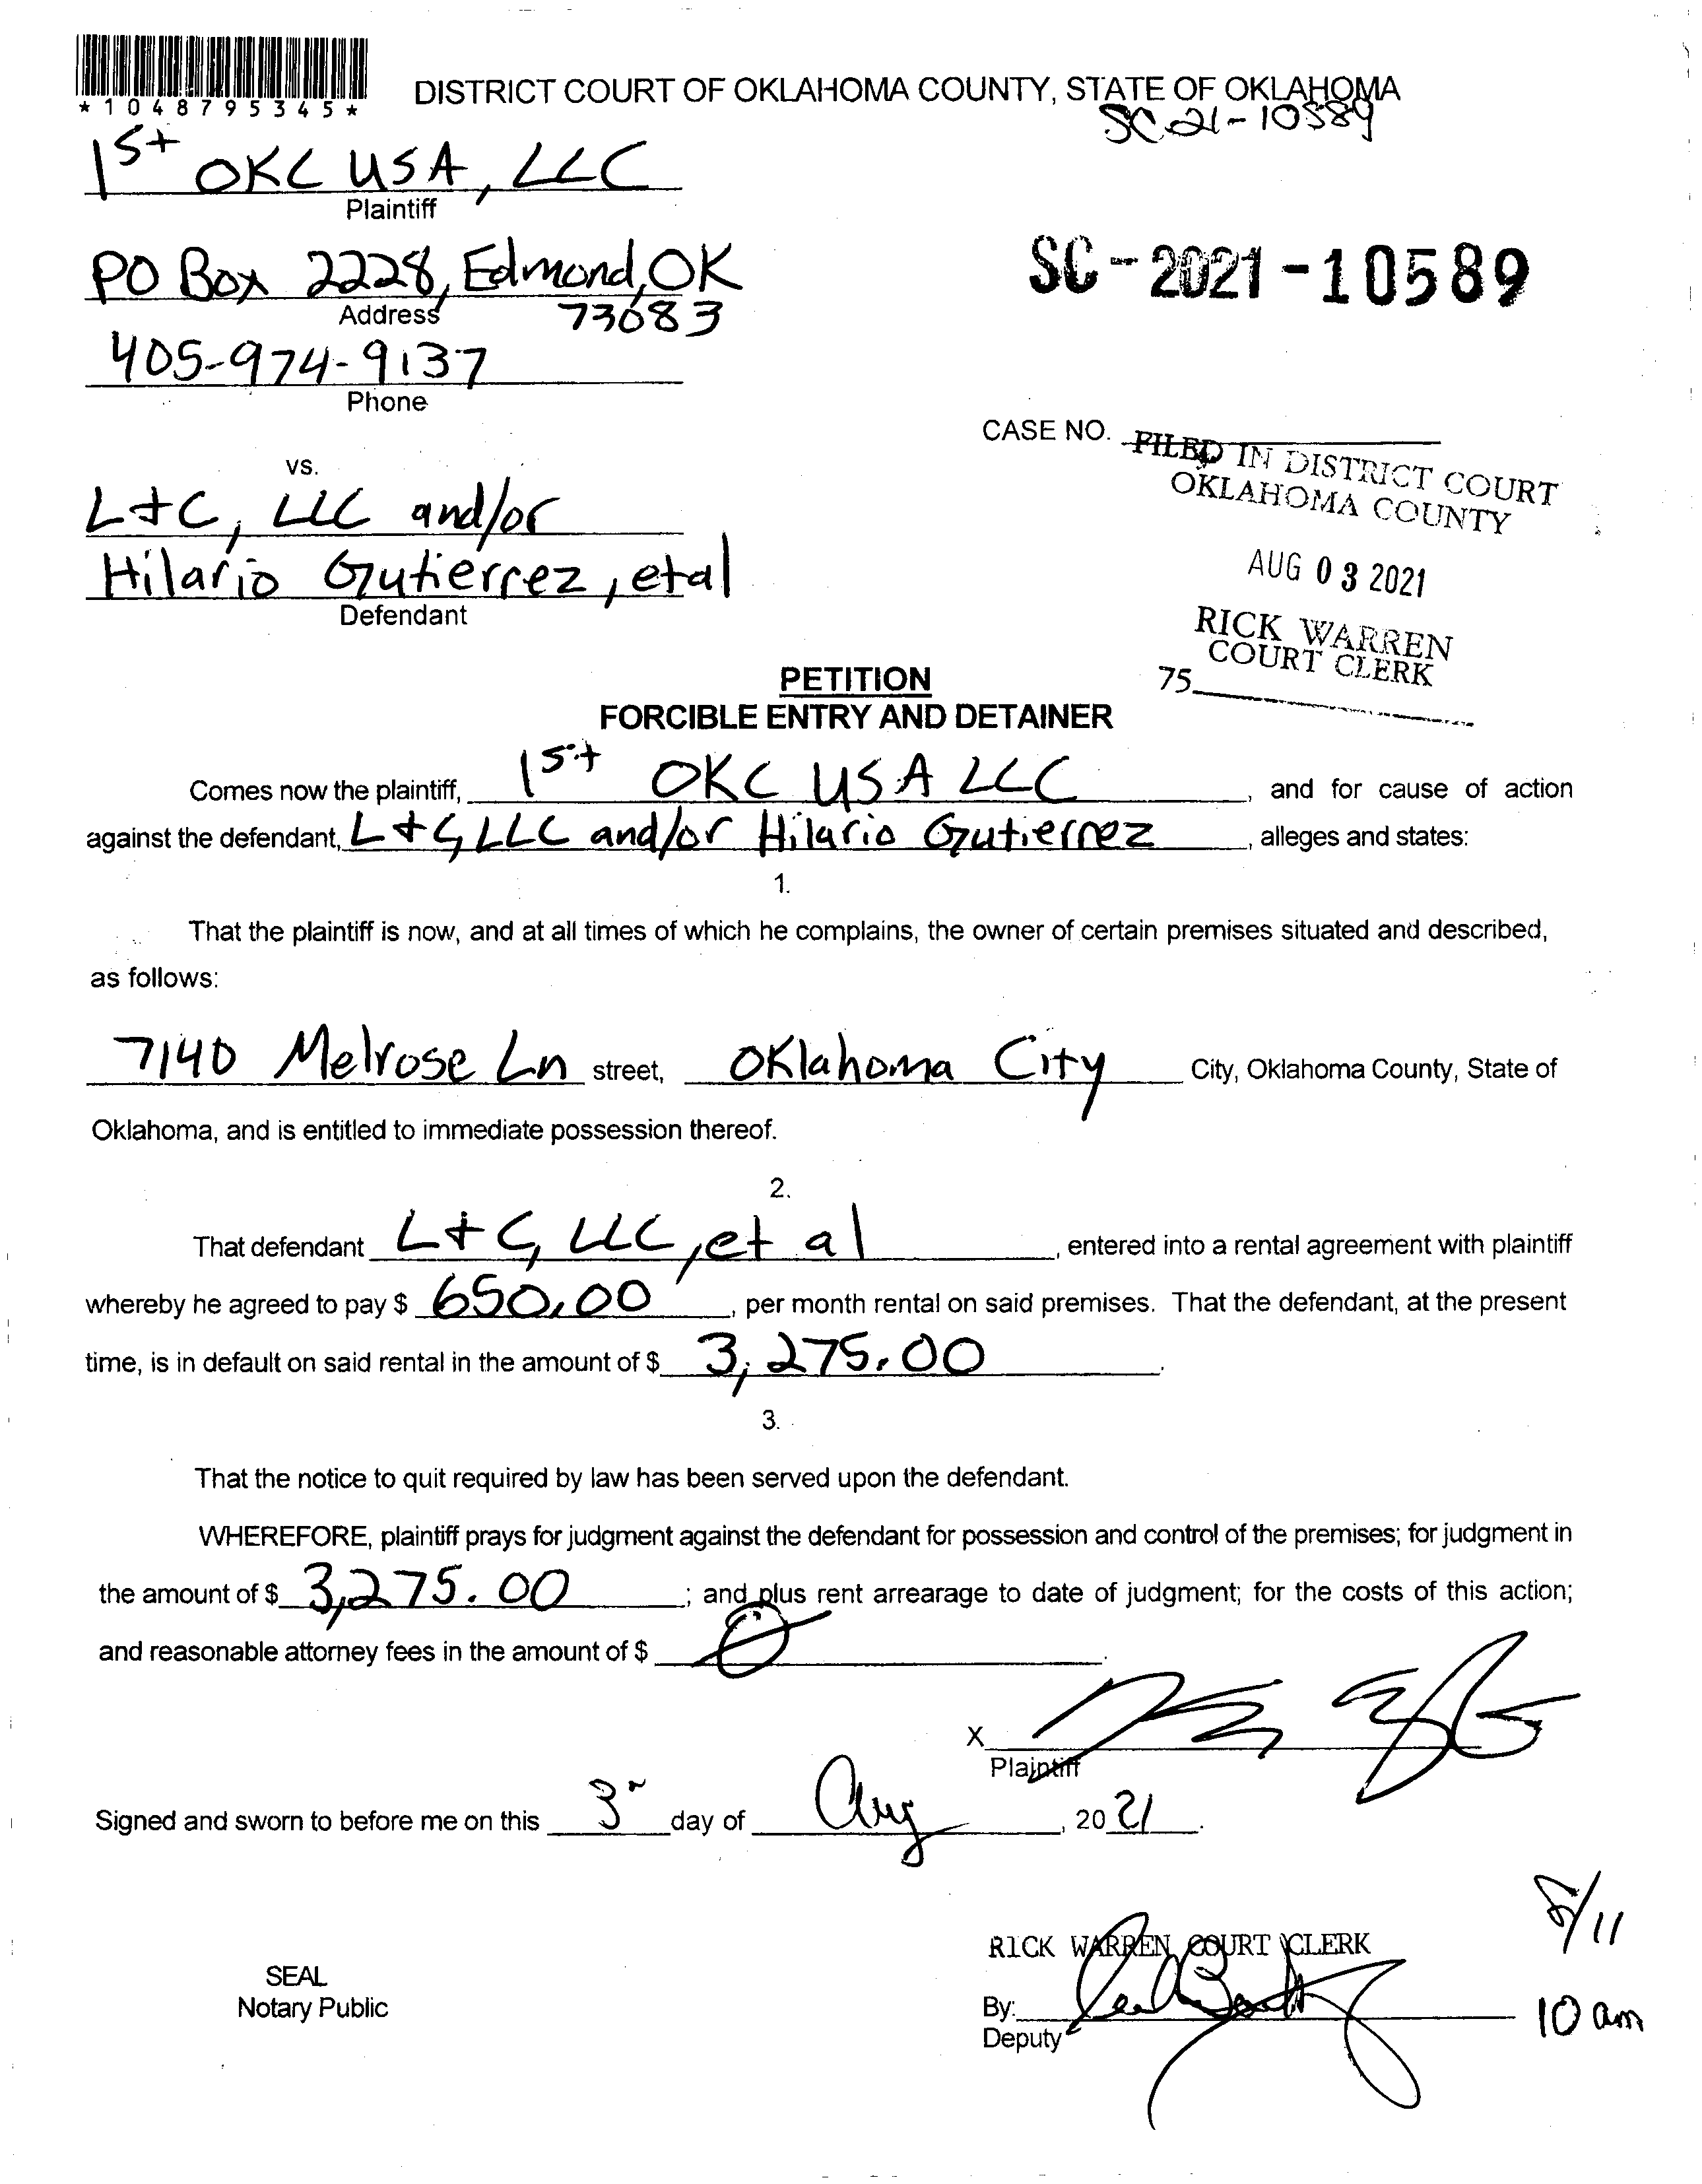 *1048795345*
DISTRICT COURT OF OKLAHOMA COUNTY, STATE OF OKLAHOMA
SC 21-10589
1st OKC USA, LLC
Plaintiff
PO Box 2228, Edmond, OK
Address 73083
405-974-9137
Phone
SC-2021-10589
CASE NO.
FILED IN DISTRICT COURT
OKLAHOMA COUNTY
AUG 03 2021
RICK WARREN
COURT CLERK
75
vs.
L+C, LLC and/or
Hilario Gutierrez, et al
Defendant
PETITION
FORCIBLE ENTRY AND DETAINER
Comes now the plaintiff, 1st OKC USA LLC, and for cause of action
against the defendant, L+C, LLC and/or Hilario Gutierrez, alleges and states:
1.
That the plaintiff is now, and at all times of which he complains, the owner of certain premises situated and described,
as follows:
7140 Melrose Ln street, Oklahoma City City, Oklahoma County, State of
Oklahoma, and is entitled to immediate possession thereof.
2.
That defendant L+C, LLC, et al, entered into a rental agreement with plaintiff
whereby he agreed to pay $ 650.00, per month rental on said premises. That the defendant, at the present
time, is in default on said rental in the amount of $ 3,275.00.
3.
That the notice to quit required by law has been served upon the defendant.
WHEREFORE, plaintiff prays for judgment against the defendant for possession and control of the premises; for judgment in
the amount of $ 3,275.00; and plus rent arrearage to date of judgment; for the costs of this action;
and reasonable attorney fees in the amount of $ 0.
X
Plaintiff
Signed and sworn to before me on this 3 day of Aug, 20 21.
8/11
10 am
RICK WARREN COURT CLERK
SEAL
Notary Public
By:
Deputy